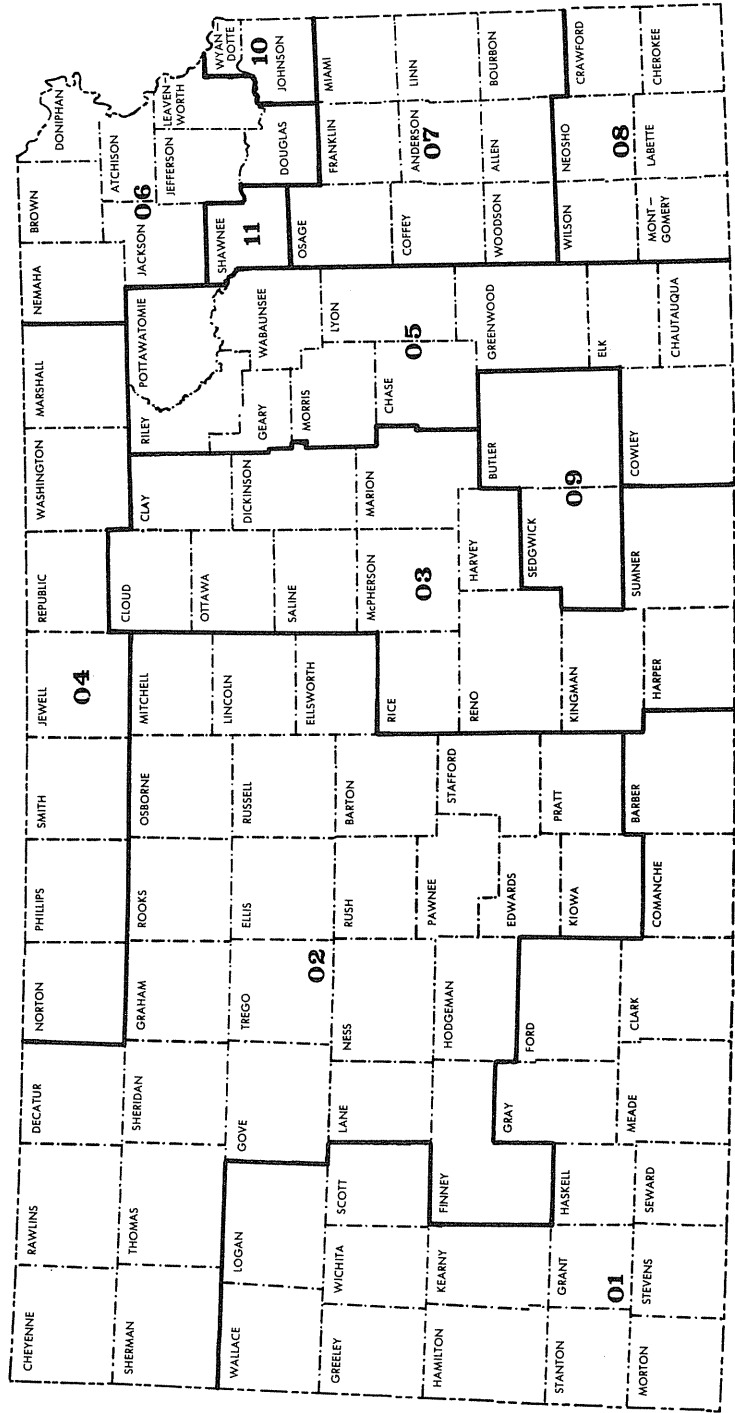 CHEYENNE
RAWLINS
DECATUR
NORTON
PHILLIPS
SMITH
JEWELL
REPUBLIC
WASHINGTON
MARSHALL
NEMAHA
BROWN
DONIPHAN
SHERMAN
THOMAS
SHERIDAN
GRAHAM
ROOKS
OSBORNE
MITCHELL
04
CLOUD
CLAY
RILEY
POTTAWATOMIE
JACKSON
06
ATCHISON
JEFFERSON
LEAVEN-
WORTH
WYAN-
DOTTE
10
WALLACE
LOGAN
GOVE
TREGO
ELLIS
RUSSELL
LINCOLN
OTTAWA
DICKINSON
GEARY
WABAUNSEE
SHAWNEE
11
DOUGLAS
JOHNSON
GREELEY
WICHITA
SCOTT
LANE
NESS
02
RUSH
BARTON
ELLSWORTH
SALINE
MORRIS
LYON
OSAGE
FRANKLIN
MIAMI
HAMILTON
KEARNY
FINNEY
HODGEMAN
PAWNEE
STAFFORD
RICE
McPHERSON
03
MARION
CHASE
05
COFFEY
ANDERSON
07
LINN
STANTON
GRANT
HASKELL
GRAY
FORD
EDWARDS
KIOWA
PRATT
RENO
HARVEY
BUTLER
GREENWOOD
WOODSON
ALLEN
BOURBON
KINGMAN
SEDGWICK
09
ELK
WILSON
NEOSHO
08
CRAWFORD
MORTON
STEVENS
01
SEWARD
MEADE
CLARK
COMANCHE
BARBER
HARPER
SUMNER
COWLEY
CHAUTAUQUA
MONT-
GOMERY
LABETTE
CHEROKEE